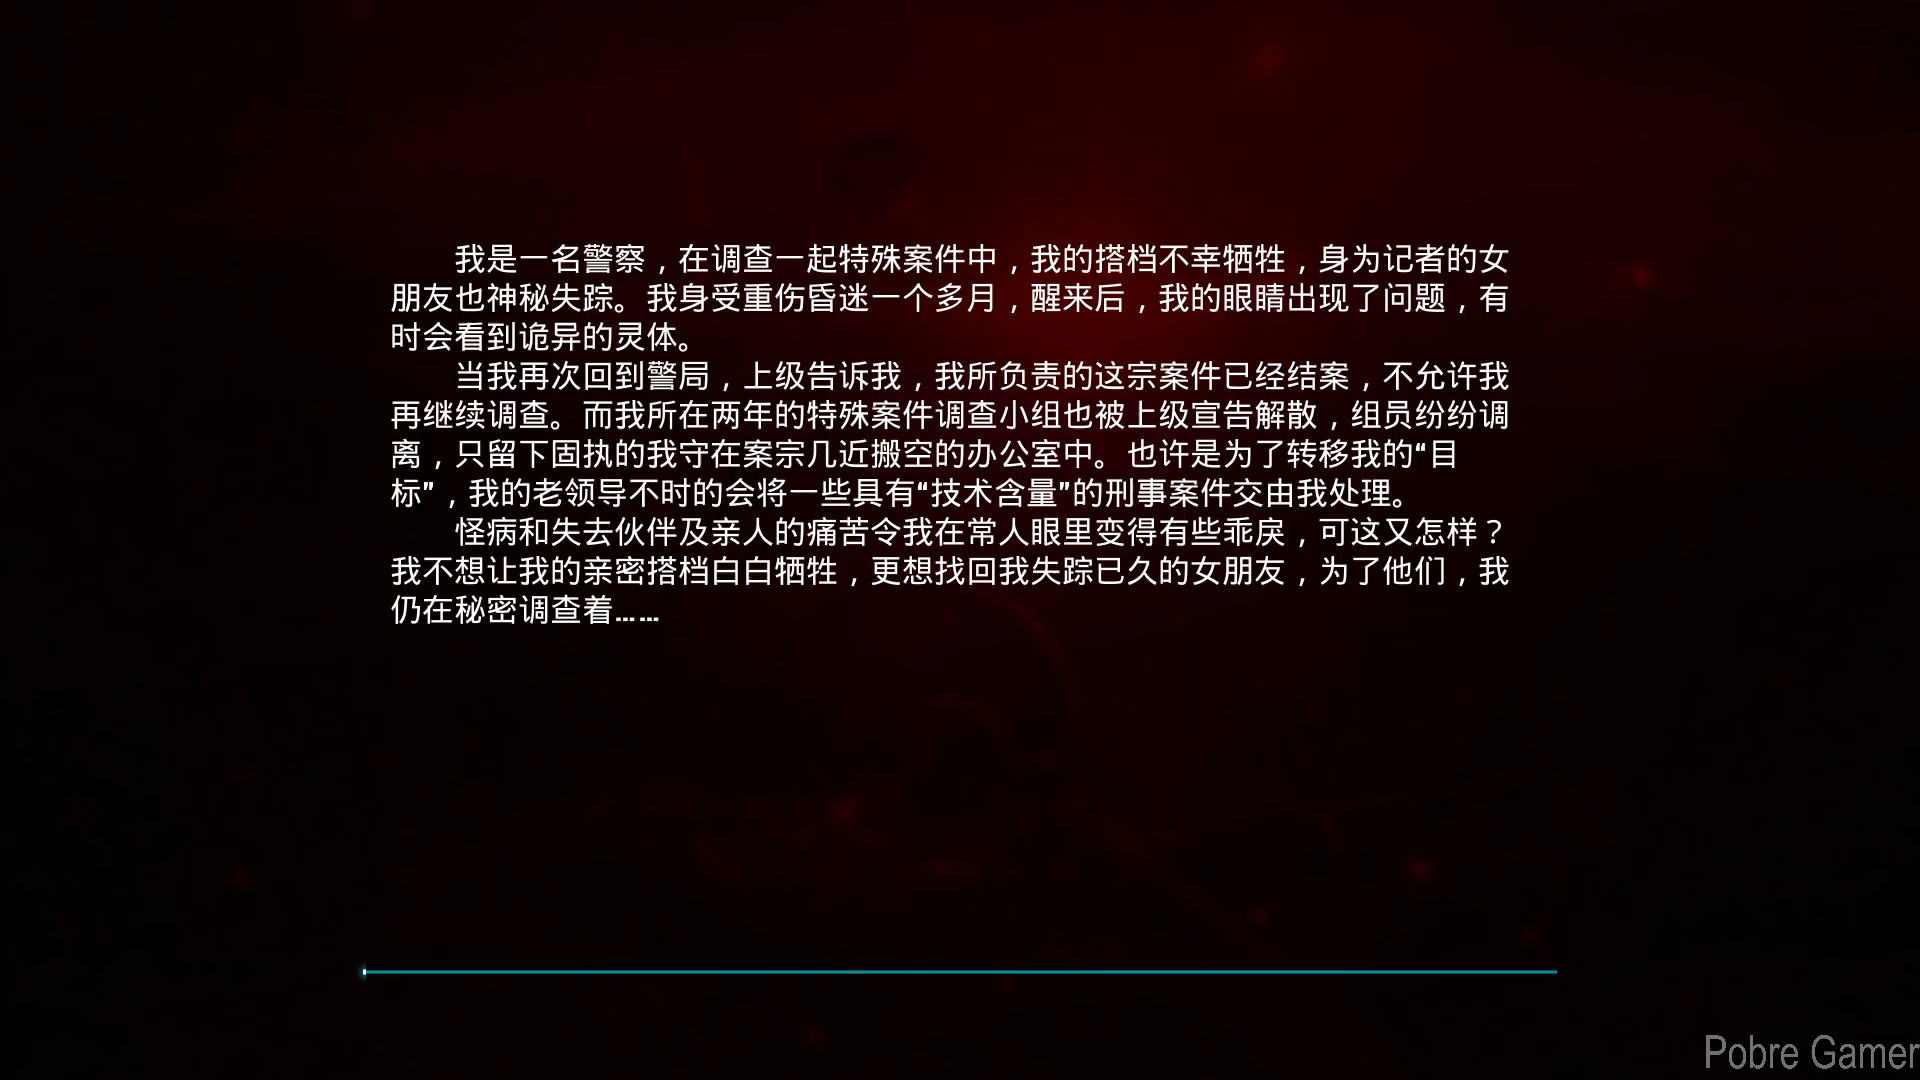 我是一名警察，在调查一起特殊案件中，我的搭档不幸牺牲，身为记者的女
朋友也神秘失踪。我身受重伤昏迷一个多月，醒来后，我的眼睛出现了问题，有
时会看到诡异的灵体。
当我再次回到警局，上级告诉我，我所负责的这宗案件已经结案，不允许我
再继续调查。而我所在两年的特殊案件调查小组也被上级宣告解散，组员纷纷调
离，只留下固执的我守在案宗几近搬空的办公室中。也许是为了转移我的“目
标”，我的老领导不时的会将一些具有“技术含量”的刑事案件交由我处理。
怪病和失去伙伴及亲人的痛苦令我在常人眼里变得有些乖戾，可这又怎样？
我不想让我的亲密搭档白白牺牲，更想找回我失踪已久的女朋友，为了他们，我
仍在秘密调查着……
Pobre Gamer